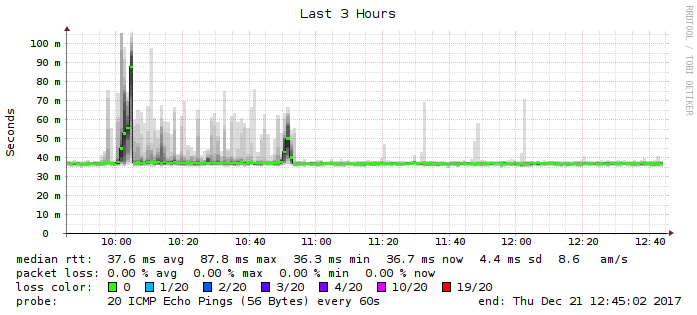 Last 3 Hours
RRDTOOL / TOBI OETIKER
Seconds
100 m
90 m
80 m
70 m
60 m
50 m
40 m
30 m
20 m
10 m
0
10:00 10:20 10:40 11:00 11:20 11:40 12:00 12:20 12:40
median rtt: 37.6 ms avg 87.8 ms max 36.3 ms min 36.7 ms now 4.4 ms sd 8.6 am/s
packet loss: 0.00 % avg 0.00 % max 0.00 % min 0.00 % now
loss color: 0 1/20 2/20 3/20 4/20 10/20 19/20
probe: 20 ICMP Echo Pings (56 Bytes) every 60s end: Thu Dec 21 12:45:02 2017